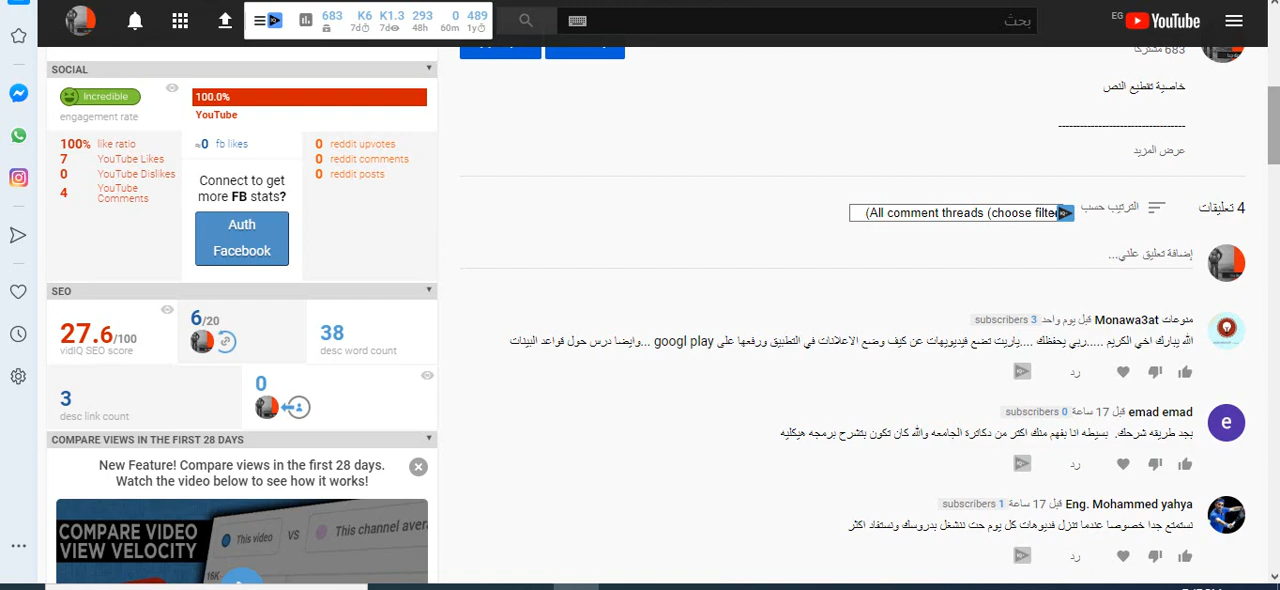 683 K6 K1.3 293 0 489
7d 7d 48h 60m 1y
بحث
EG YouTube
SOCIAL
Incredible
engagement rate
100.0%
YouTube
100% like ratio
7 YouTube Likes
0 YouTube Dislikes
4 YouTube Comments
≈0 fb likes
Connect to get
more FB stats?
Auth
Facebook
0 reddit upvotes
0 reddit comments
0 reddit posts
SEO
27.6/100
vidiQ SEO score
6/20
38
desc word count
3
desc link count
0
COMPARE VIEWS IN THE FIRST 28 DAYS
New Feature! Compare views in the first 28 days.
Watch the video below to see how it works!
COMPARE VIDEO
VIEW VELOCITY
This video VS This channel avera
16K
683 مشتركًا
خاصية تقطيع النص
---------------------------------
عرض المزيد
4 تعليقات
الترتيب حسب
(All comment threads (choose filte
إضافة تعليق علني...
منوعات Monawa3at قبل يوم واحد 3 subscribers
الله يبارك اخي الكريم .....ربي يحفظك ....ياريت تضع فيديويهات عن كيف وضع الاعلانات في التطبيق ورفعها على googl play ...وايضا درس حول قواعد البينات
رد
emad emad قبل 17 ساعة 0 subscribers
بجد طريقه شرحك. بسيطه انا بفهم منك اكتر من دكاترة الجامعه والله كان تكون بتشرح برمجه هيكليه
رد
Eng. Mohammed yahya قبل 17 ساعة 1 subscribers
نستمتع جدا خصوصا عندما تنزل فديوهات كل يوم حت ننشغل بدروسك ونستفاد اكثر
رد